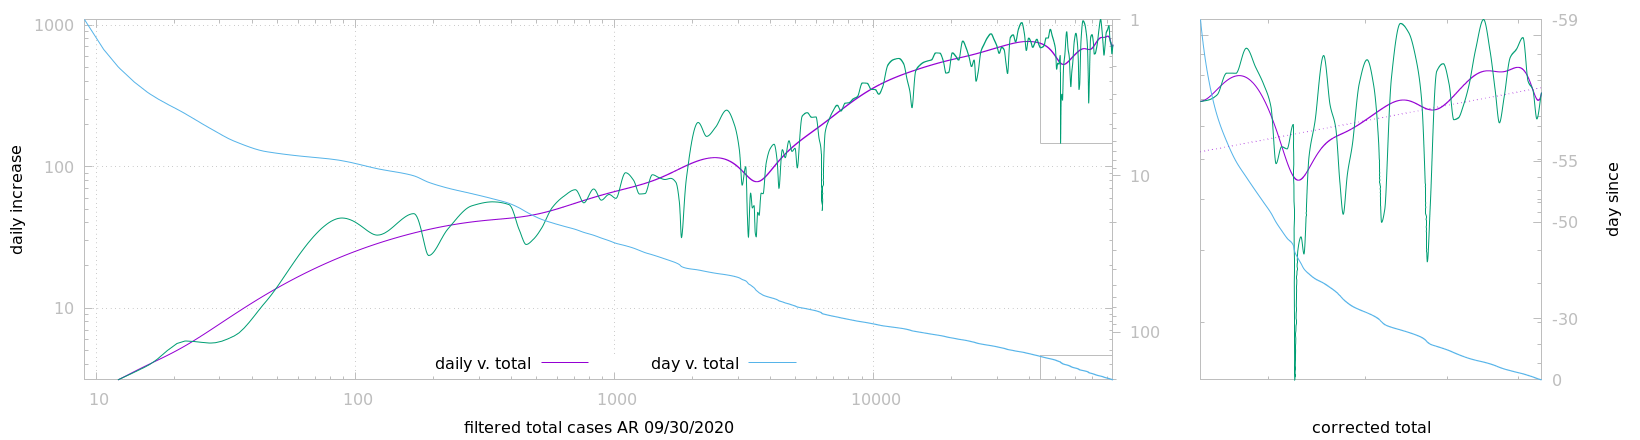 1000
100
10
daily increase
10
100
1000
10000
filtered total cases AR 09/30/2020
daily v. total
day v. total
1
10
100
-59
-55
-50
-30
0
day since
corrected total